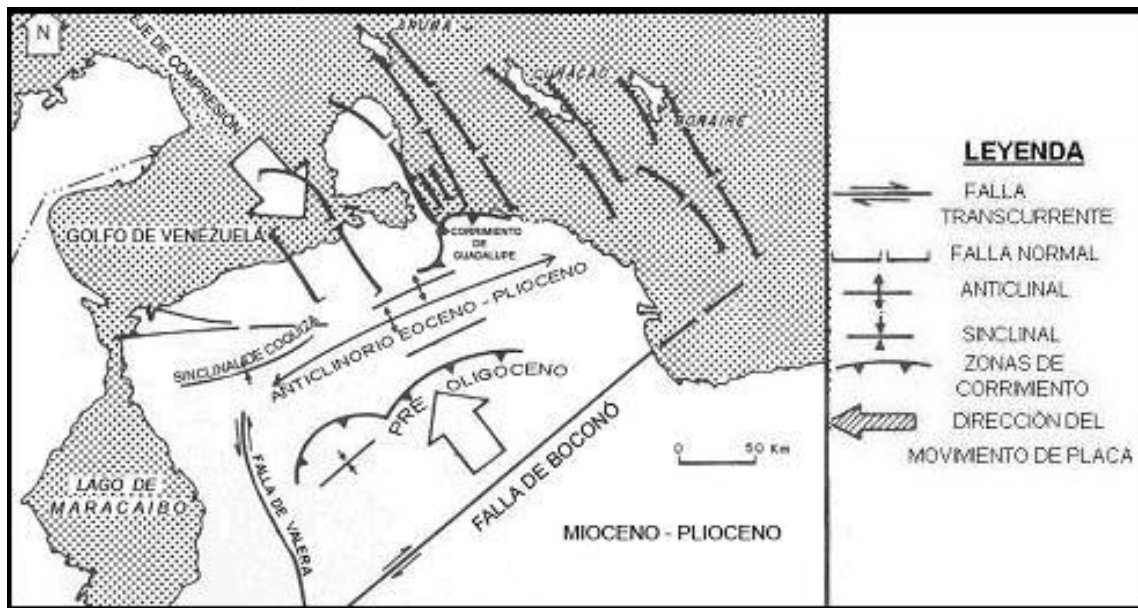 N
EJE DE COMPRESIÓN
ARUBA
CURAÇAO
BONAIRE
GOLFO DE VENEZUELA
CORRIMIENTO
DE
GUADALUPE
ANTICLINORIO EOCENO - PLIOCENO
SINCLINAL DE COQUIZA
PRE OLIGOCENO
FALLA DE BOCONÓ
FALLA DE VALERA
LAGO DE
MARACAIBO
0 50 Km
MIOCENO - PLIOCENO
LEYENDA
FALLA
TRANSCURRENTE
FALLA NORMAL
ANTICLINAL
SINCLINAL
ZONAS DE
CORRIMIENTO
DIRECCIÓN DEL
MOVIMIENTO DE PLACA